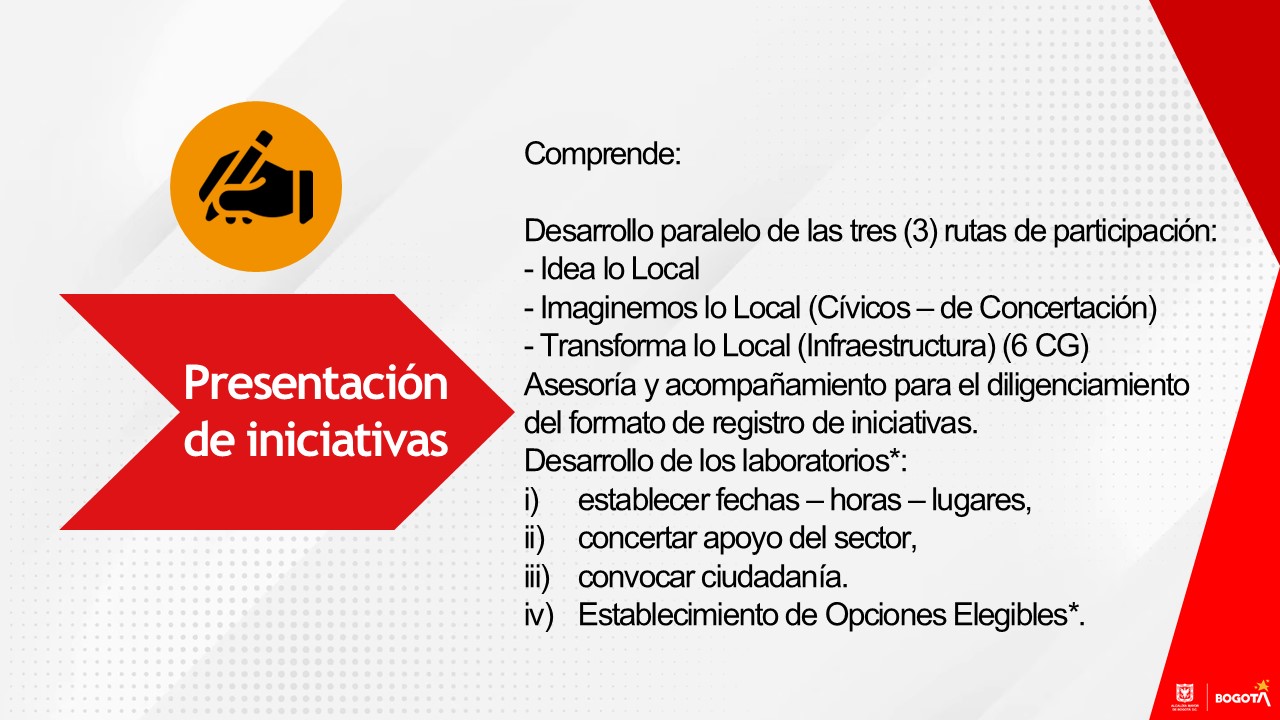 Presentación
de iniciativas
Comprende:
Desarrollo paralelo de las tres (3) rutas de participación:
- Idea lo Local
- Imaginemos lo Local (Cívicos – de Concertación)
- Transforma lo Local (Infraestructura) (6 CG)
Asesoría y acompañamiento para el diligenciamiento
del formato de registro de iniciativas.
Desarrollo de los laboratorios*:
i) establecer fechas – horas – lugares,
ii) concertar apoyo del sector,
iii) convocar ciudadanía.
iv) Establecimiento de Opciones Elegibles*.
ALCALDÍA MAYOR
DE BOGOTÁ D.C.
BOGOTÁ